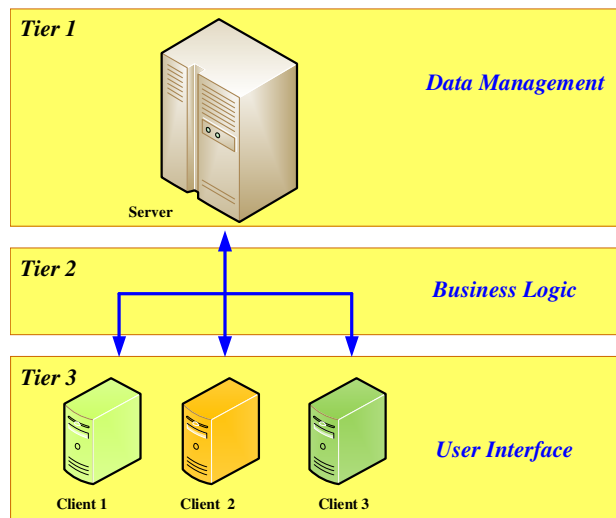 Tier 1
Data Management
Server
Tier 2
Business Logic
Tier 3
User Interface
Client 1
Client 2
Client 3